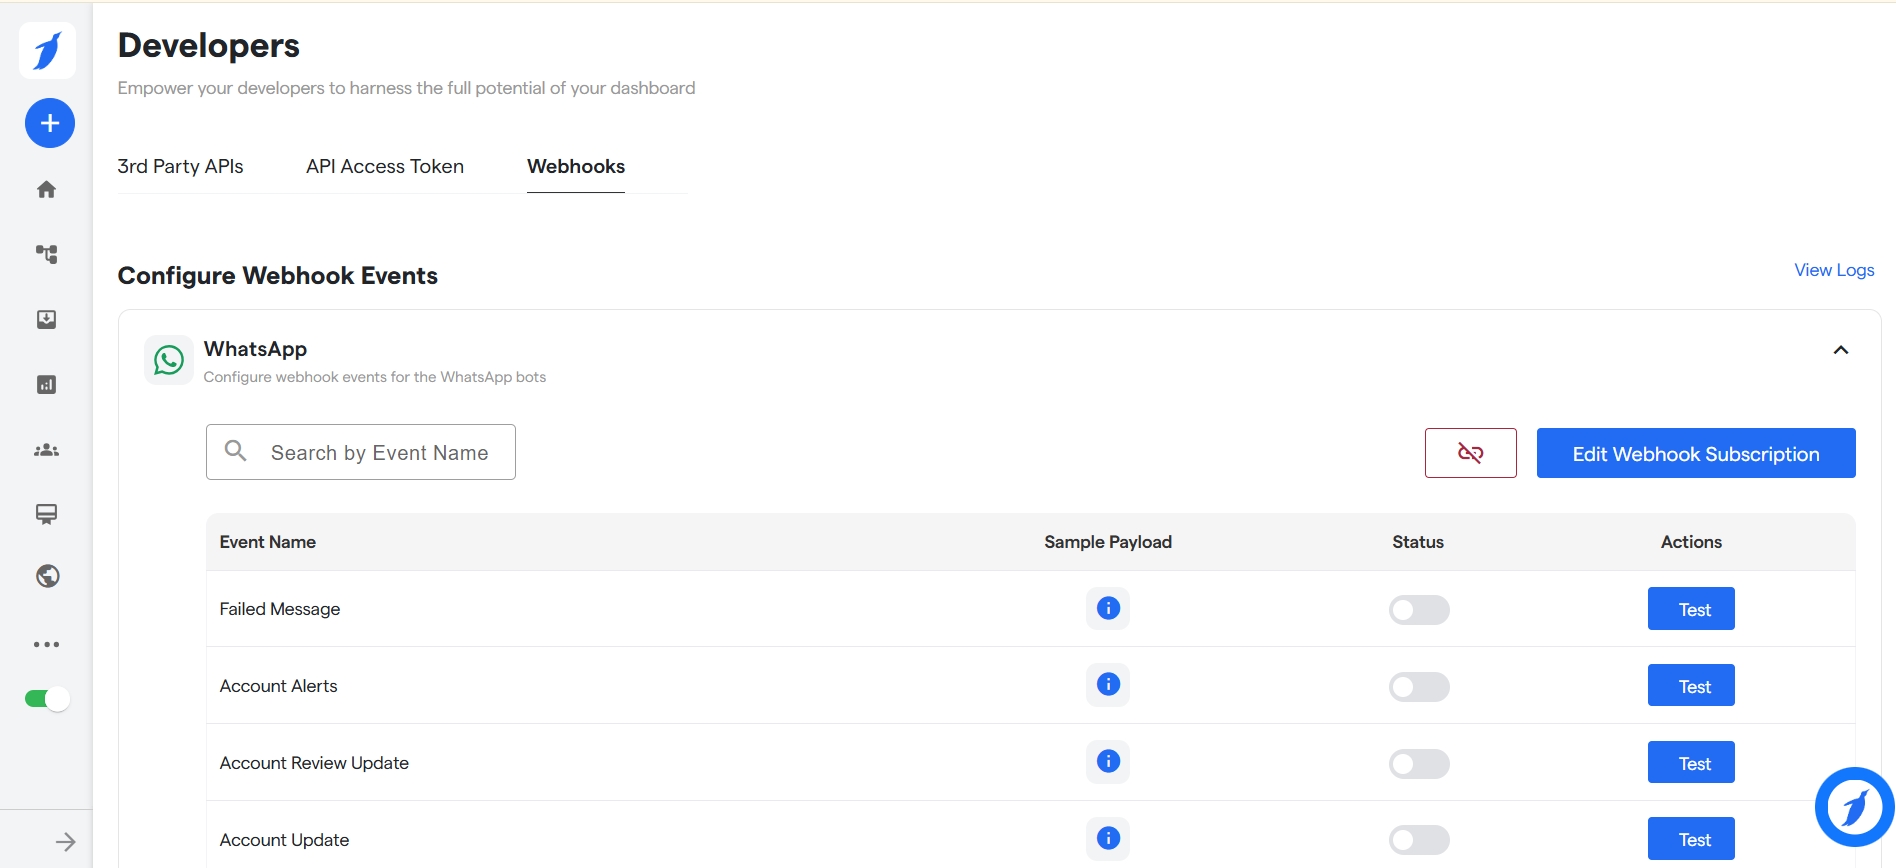 Developers
Empower your developers to harness the full potential of your dashboard
3rd Party APIs API Access Token Webhooks
Configure Webhook Events View Logs
WhatsApp
Configure webhook events for the WhatsApp bots
Search by Event Name Edit Webhook Subscription
Event Name Sample Payload Status Actions
Failed Message Test
Account Alerts Test
Account Review Update Test
Account Update Test